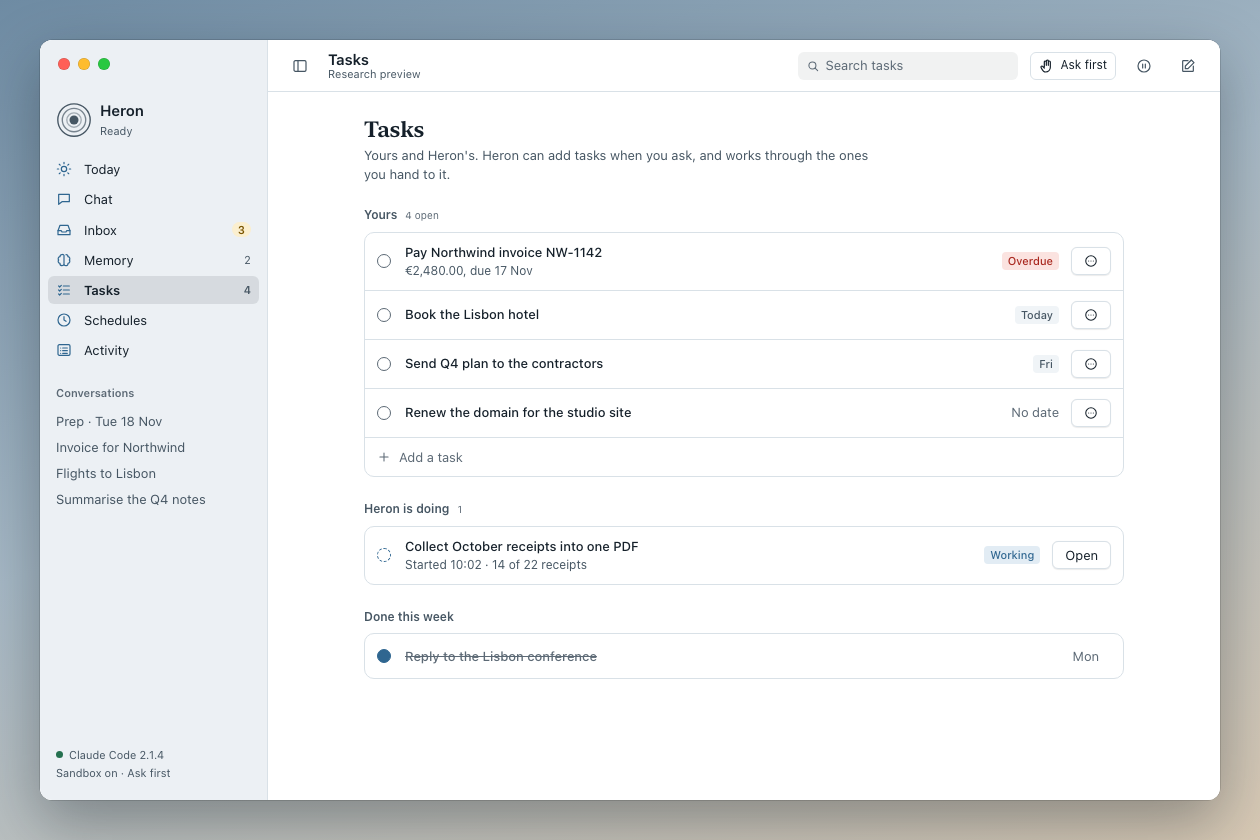 Heron
Ready
Today
Chat
Inbox 3
Memory 2
Tasks 4
Schedules
Activity
Conversations
Prep · Tue 18 Nov
Invoice for Northwind
Flights to Lisbon
Summarise the Q4 notes
Claude Code 2.1.4
Sandbox on · Ask first
Tasks
Research preview
Search tasks
Ask first
Tasks
Yours and Heron's. Heron can add tasks when you ask, and works through the ones
you hand to it.
Yours 4 open
Pay Northwind invoice NW-1142
€2,480.00, due 17 Nov
Overdue
Book the Lisbon hotel
Today
Send Q4 plan to the contractors
Fri
Renew the domain for the studio site
No date
Add a task
Heron is doing 1
Collect October receipts into one PDF
Started 10:02 · 14 of 22 receipts
Working
Open
Done this week
Reply to the Lisbon conference
Mon